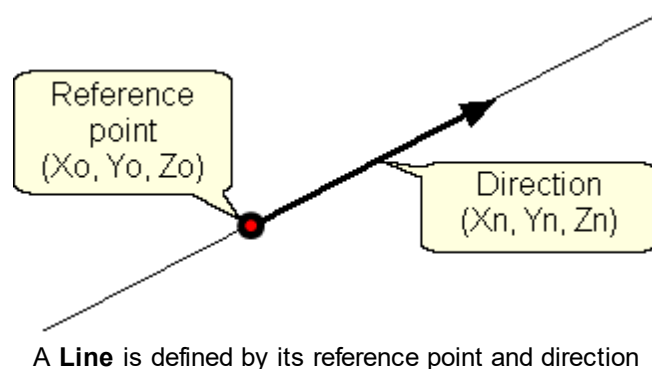 Reference
point
(Xo, Yo, Zo)
Direction
(Xn, Yn, Zn)
A Line is defined by its reference point and direction